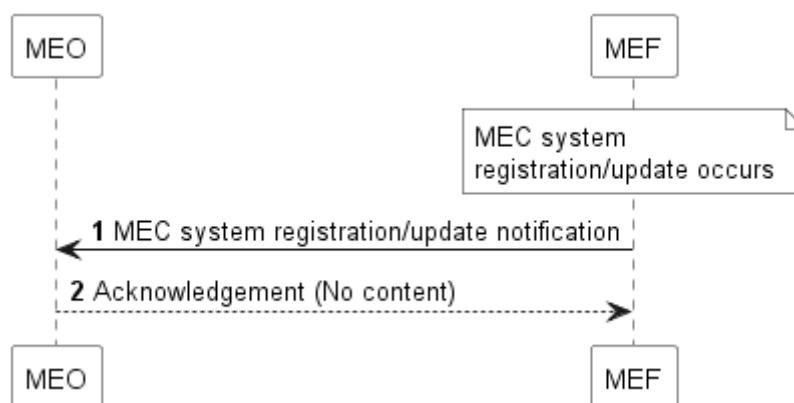 MEO
MEF
MEC system
registration/update occurs
1 MEC system registration/update notification
2 Acknowledgement (No content)
MEO
MEF